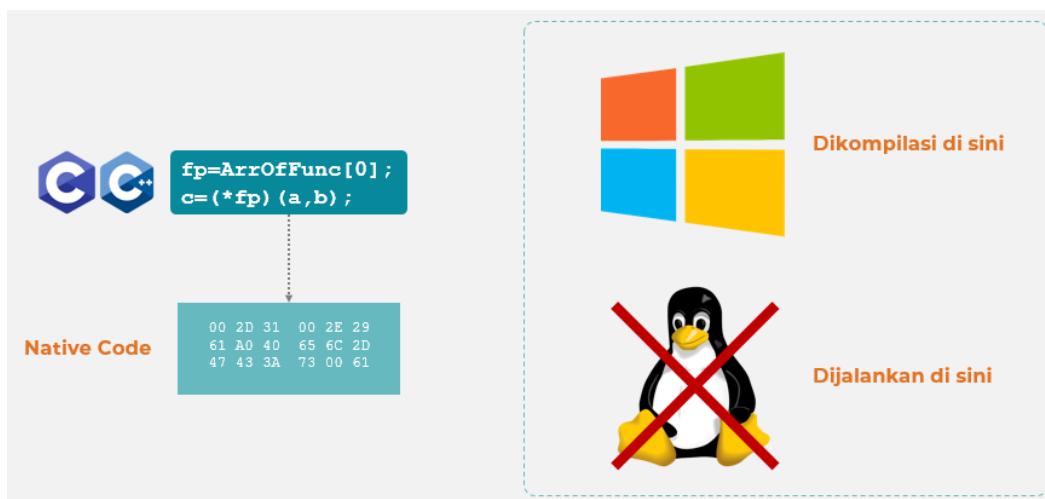 C C++
fp=ArrOfFunc[0];
c=(*fp)(a,b);
Native Code
00 2D 31 00 2E 29
61 A0 40 65 6C 2D
47 43 3A 73 00 61
Dikompilasi di sini
Dijalankan di sini